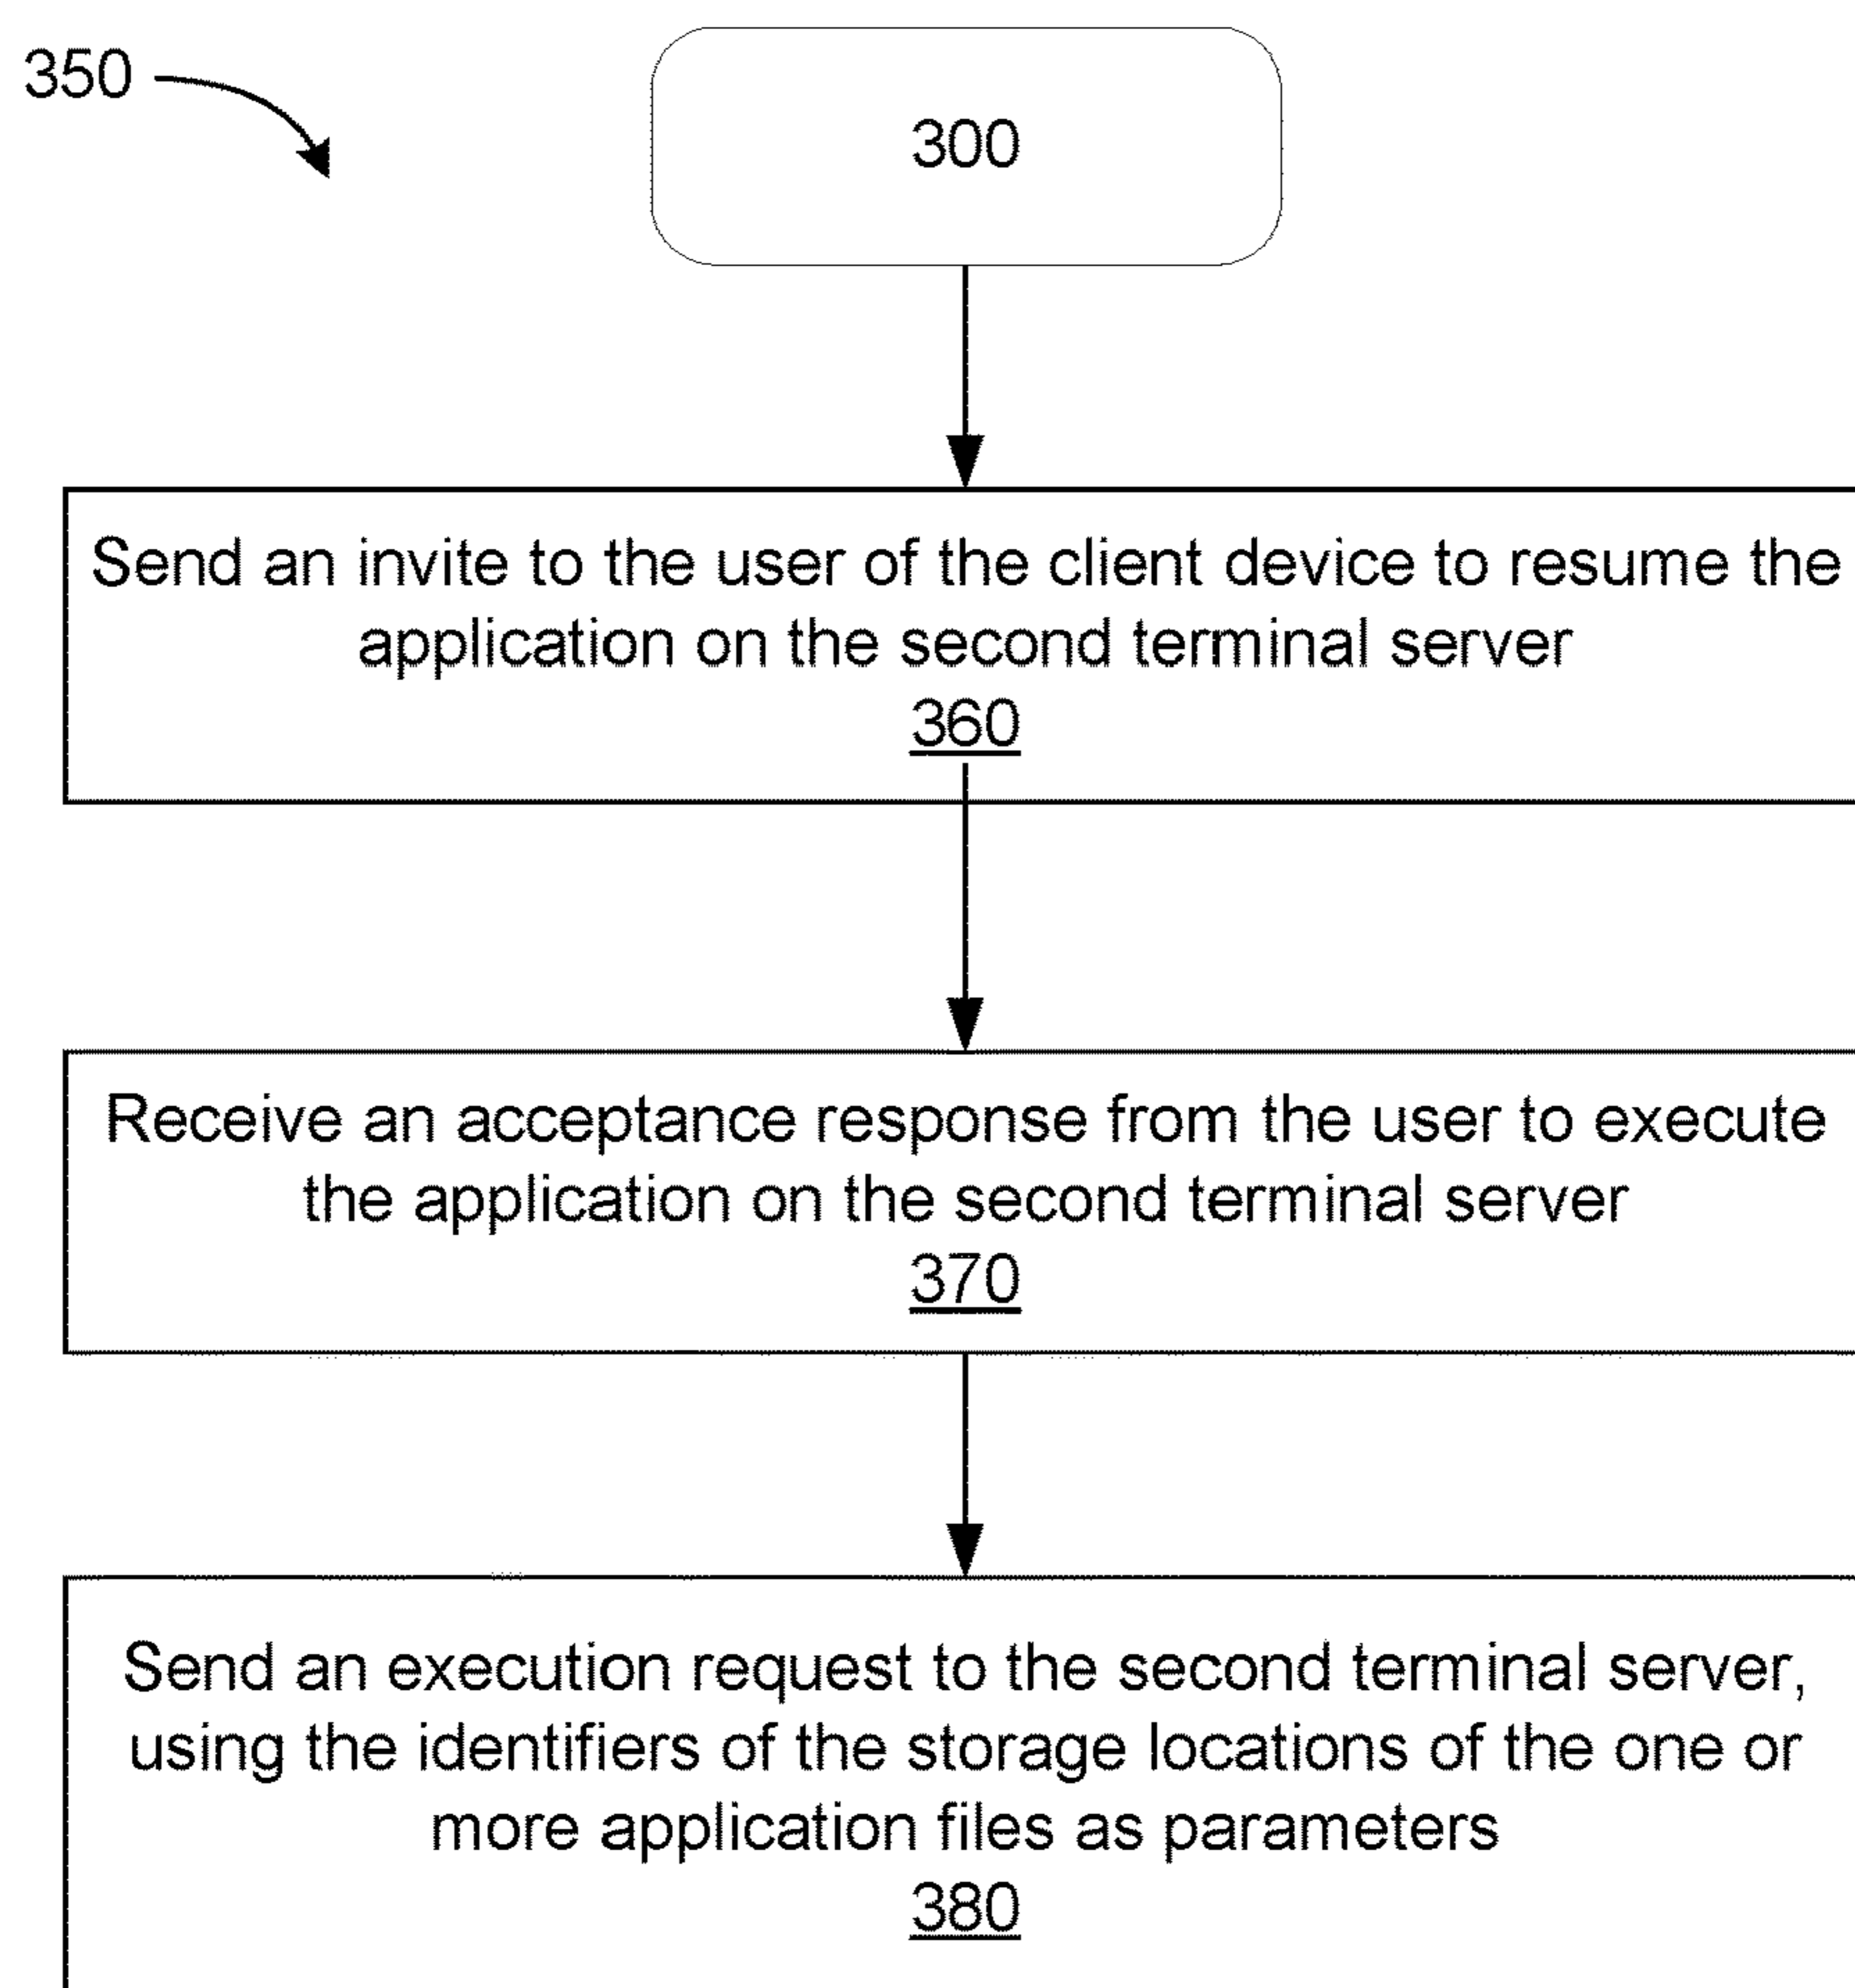 350
300
Send an invite to the user of the client device to resume the
application on the second terminal server
360
Receive an acceptance response from the user to execute
the application on the second terminal server
370
Send an execution request to the second terminal server,
using the identifiers of the storage locations of the one or
more application files as parameters
380